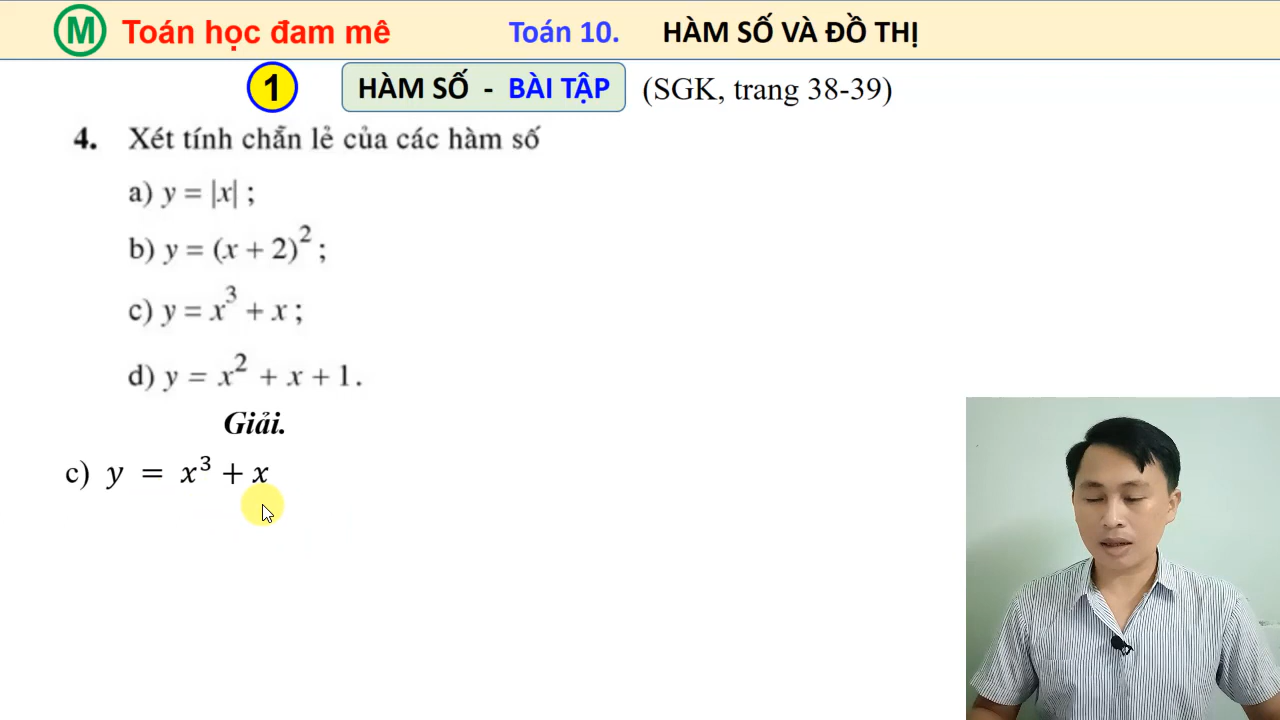 M Toán học đam mê Toán 10. HÀM SỐ VÀ ĐỒ THỊ
1 HÀM SỐ - BÀI TẬP (SGK, trang 38-39)
4. Xét tính chẵn lẻ của các hàm số
a) y = |x| ;
b) y = (x + 2)² ;
c) y = x³ + x ;
d) y = x² + x + 1.
Giải.
c) y = x³ + x